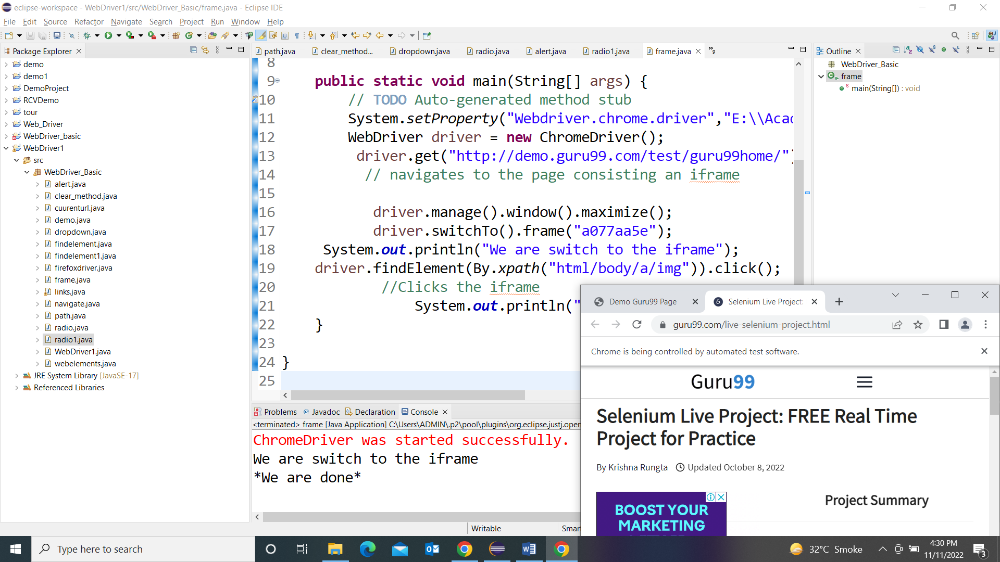 eclipse-workspace - WebDriver1/src/WebDriver_Basic/frame.java - Eclipse IDE
File Edit Source Refactor Navigate Search Project Run Window Help
Package Explorer
demo
demo1
DemoProject
RCVDemo
tour
Web_Driver
WebDriver_basic
WebDriver1
src
WebDriver_Basic
alert.java
clear_method.java
cuurenturl.java
demo.java
dropdown.java
findelement.java
findelement1.java
firefoxdriver.java
frame.java
links.java
navigate.java
path.java
radio.java
radio1.java
WebDriver1.java
webelements.java
JRE System Library [JavaSE-17]
Referenced Libraries
path.java clear_method... dropdown.java radio.java alert.java radio1.java frame.java »9
8
9 public static void main(String[] args) {
10 // TODO Auto-generated method stub
11 System.setProperty("Webdriver.chrome.driver","E:\\Acad
12 WebDriver driver = new ChromeDriver();
13 driver.get("http://demo.guru99.com/test/guru99home/")
14 // navigates to the page consisting an iframe
15
16 driver.manage().window().maximize();
17 driver.switchTo().frame("a077aa5e");
18 System.out.println("We are switch to the iframe");
19 driver.findElement(By.xpath("html/body/a/img")).click();
20 //Clicks the iframe
21 System.out.println("
22 }
23
24 }
25
Problems @ Javadoc Declaration Console
<terminated> frame [Java Application] C:\Users\ADMIN\.p2\pool\plugins\org.eclipse.justj.open
ChromeDriver was started successfully.
We are switch to the iframe
*We are done*
Writable Smar
Outline
WebDriver_Basic
frame
main(String[]) : void
Demo Guru99 Page Selenium Live Project:
guru99.com/live-selenium-project.html
Chrome is being controlled by automated test software.
Guru99
Selenium Live Project: FREE Real Time
Project for Practice
By Krishna Rungta Updated October 8, 2022
BOOST YOUR
MARKETING
Project Summary
Type here to search
32°C Smoke
4:30 PM
11/11/2022
3